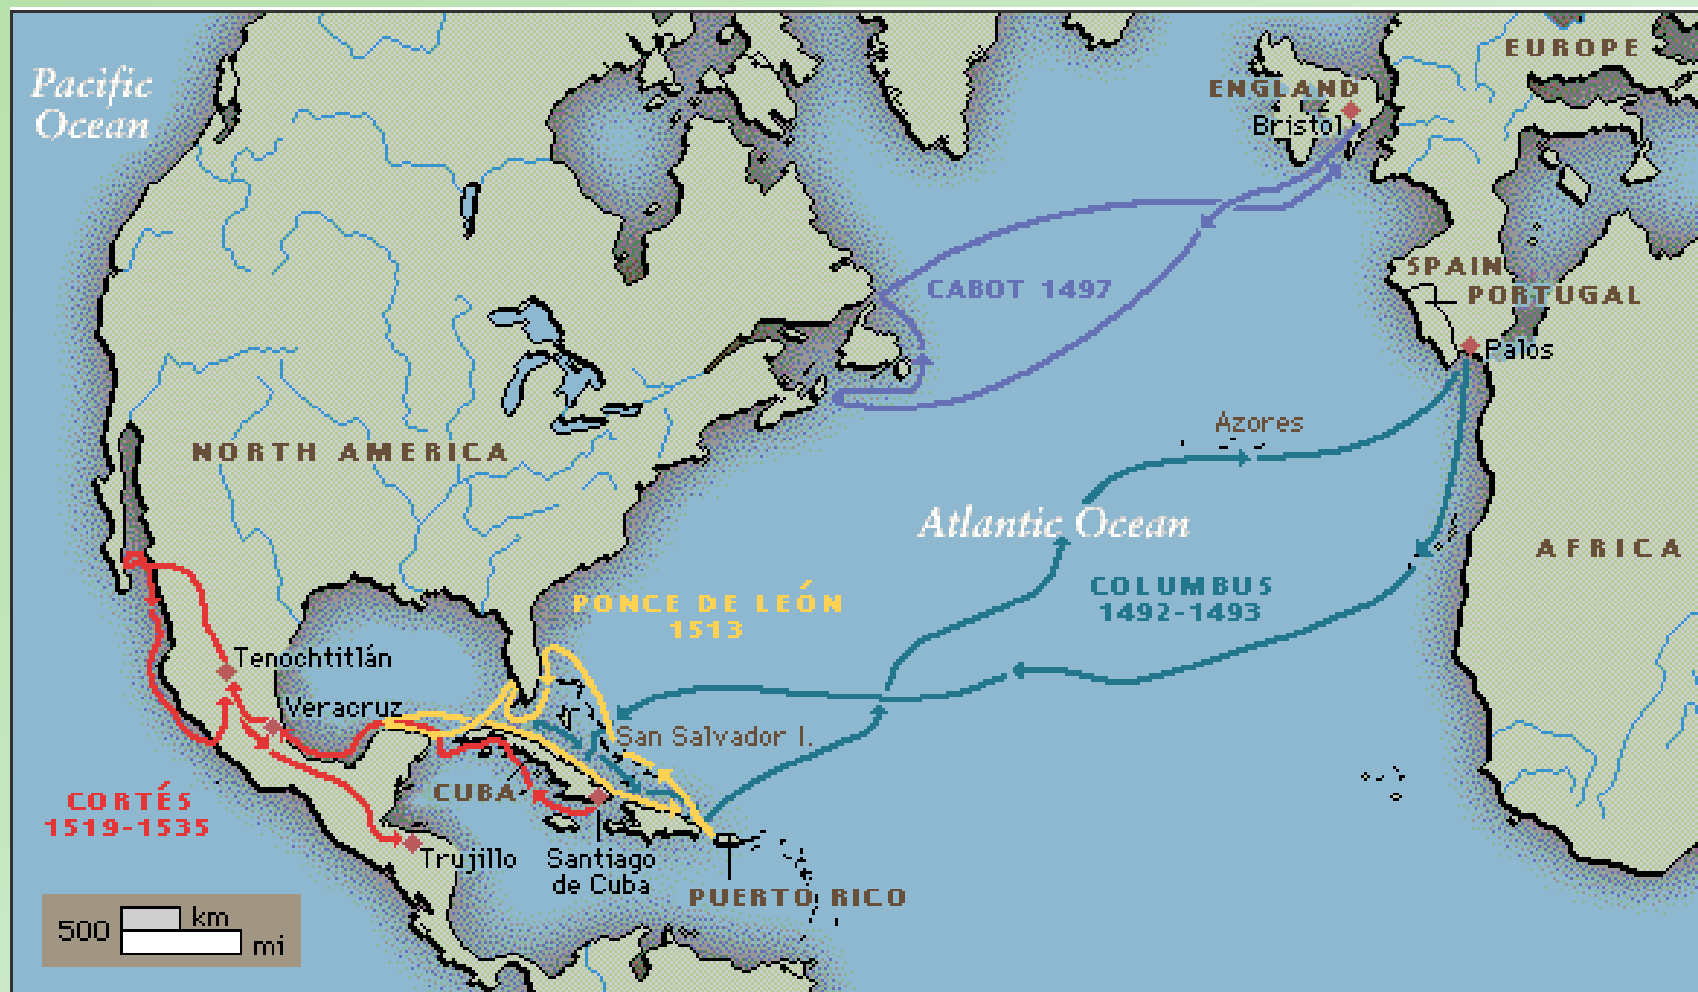 Pacific
Ocean
EUROPE
ENGLAND
Bristol
CABOT 1497
SPAIN
PORTUGAL
Palos
Azores
NORTH AMERICA
Atlantic Ocean
AFRICA
COLUMBUS
1492-1493
PONCE DE LEÓN
1513
Tenochtitlán
Veracruz
San Salvador I.
CUBA
CORTÉS
1519-1535
Trujillo
Santiago
de Cuba
PUERTO RICO
500
km
mi